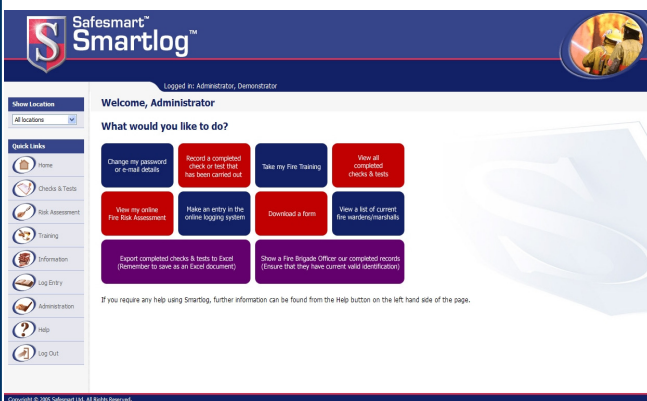 Safesmart™
Smartlog™
Logged in: Administrator, Demonstrator
Show Location
All locations
Quick Links
Home
Checks & Tests
Risk Assessment
Training
Information
Log Entry
Administration
Help
Log Out
Welcome, Administrator
What would you like to do?
Change my password
or e-mail details
Record a completed
check or test that
has been carried out
Take my Fire Training
View all
completed
checks & tests
View my online
Fire Risk Assessment
Make an entry in the
online logging system
Download a form
View a list of current
fire wardens/marshalls
Export completed checks & tests to Excel
(Remember to save as an Excel document)
Show a Fire Brigade Officer our completed records
(Ensure that they have current valid identification)
If you require any help using Smartlog, further information can be found from the Help button on the left hand side of the page.
Copyright © 2005 Safesmart Ltd. All Rights Reserved.